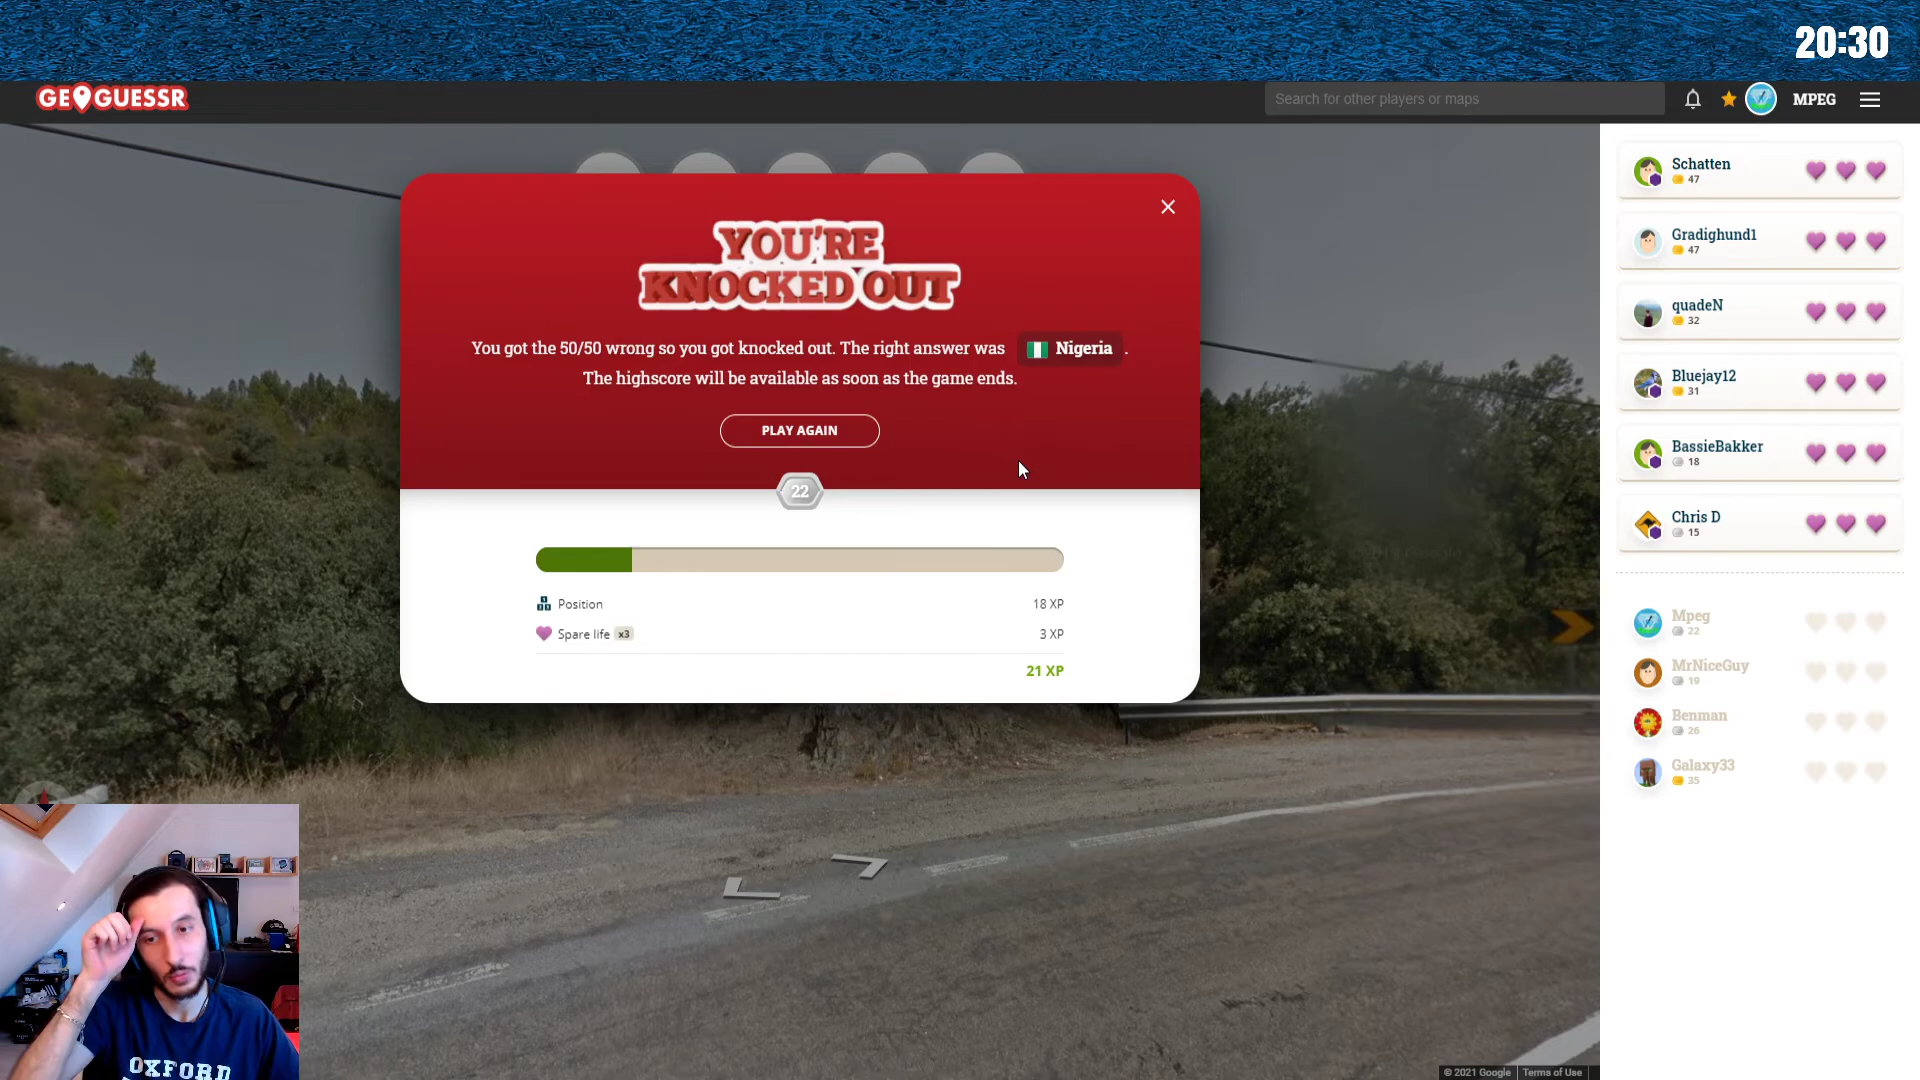 20:30
GEOGUESSR
Search for other players or maps
MPEG
YOU'RE
KNOCKED OUT
You got the 50/50 wrong so you got knocked out. The right answer was Nigeria .
The highscore will be available as soon as the game ends.
PLAY AGAIN
22
Position 18 XP
Spare life x3 3 XP
21 XP
Schatten
47
Gradighund1
47
quadeN
32
Bluejay12
31
BassieBakker
18
Chris D
15
Mpeg
22
MrNiceGuy
19
Benman
26
Galaxy33
35
OXFORD
© 2021 Google Terms of Use